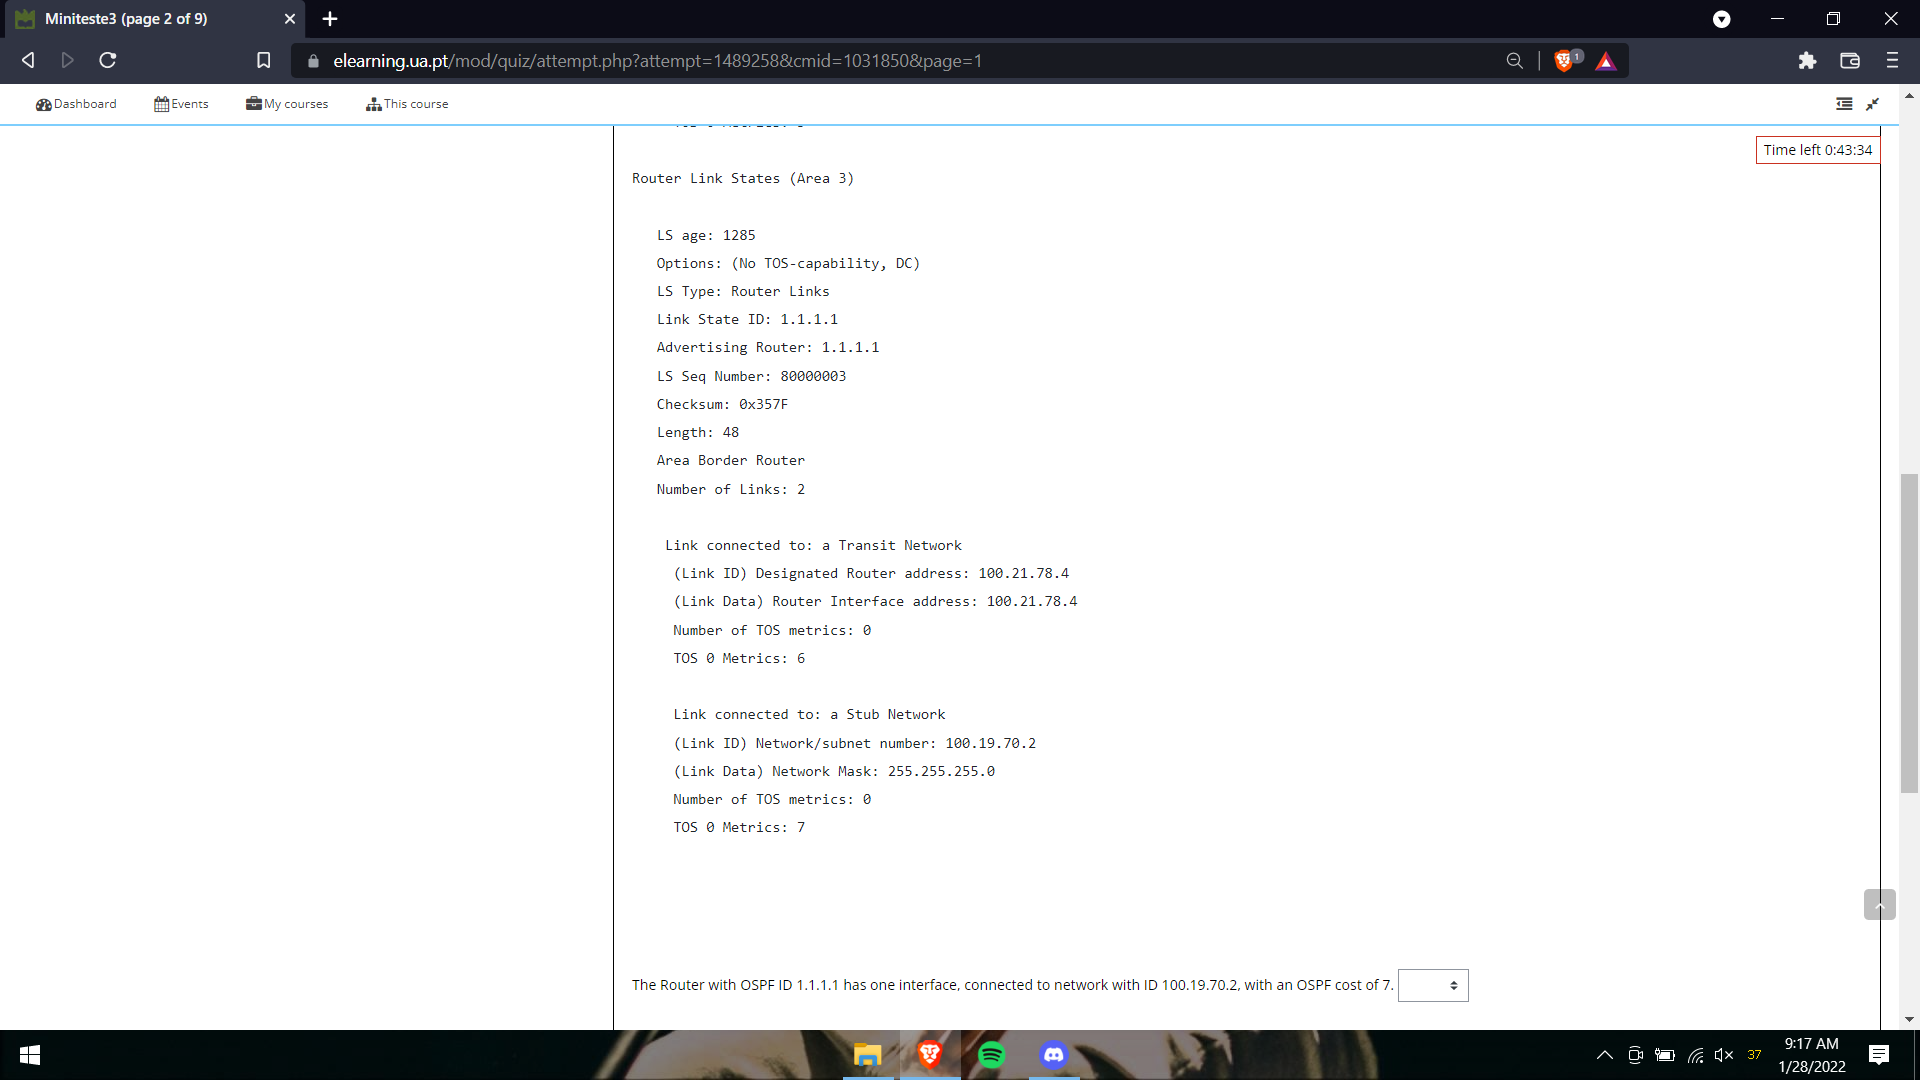 Miniteste3 (page 2 of 9)
elearning.ua.pt/mod/quiz/attempt.php?attempt=1489258&cmid=1031850&page=1
1
Dashboard Events My courses This course
Time left 0:43:34
Router Link States (Area 3)
LS age: 1285
Options: (No TOS-capability, DC)
LS Type: Router Links
Link State ID: 1.1.1.1
Advertising Router: 1.1.1.1
LS Seq Number: 80000003
Checksum: 0x357F
Length: 48
Area Border Router
Number of Links: 2
Link connected to: a Transit Network
(Link ID) Designated Router address: 100.21.78.4
(Link Data) Router Interface address: 100.21.78.4
Number of TOS metrics: 0
TOS 0 Metrics: 6
Link connected to: a Stub Network
(Link ID) Network/subnet number: 100.19.70.2
(Link Data) Network Mask: 255.255.255.0
Number of TOS metrics: 0
TOS 0 Metrics: 7
The Router with OSPF ID 1.1.1.1 has one interface, connected to network with ID 100.19.70.2, with an OSPF cost of 7.
37
9:17 AM
1/28/2022